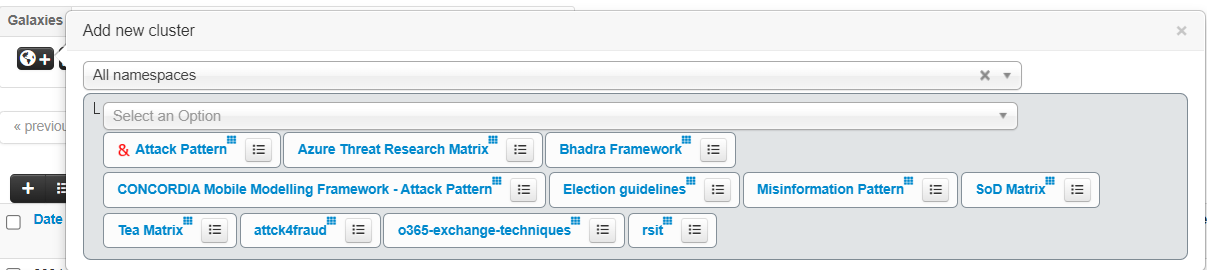 Galaxies
Add new cluster
×
+
All namespaces
Select an Option
« previou
& Attack Pattern
Azure Threat Research Matrix
Bhadra Framework
+
CONCORDIA Mobile Modelling Framework - Attack Pattern
Election guidelines
Misinformation Pattern
SoD Matrix
Date
Tea Matrix
attck4fraud
o365-exchange-techniques
rsit